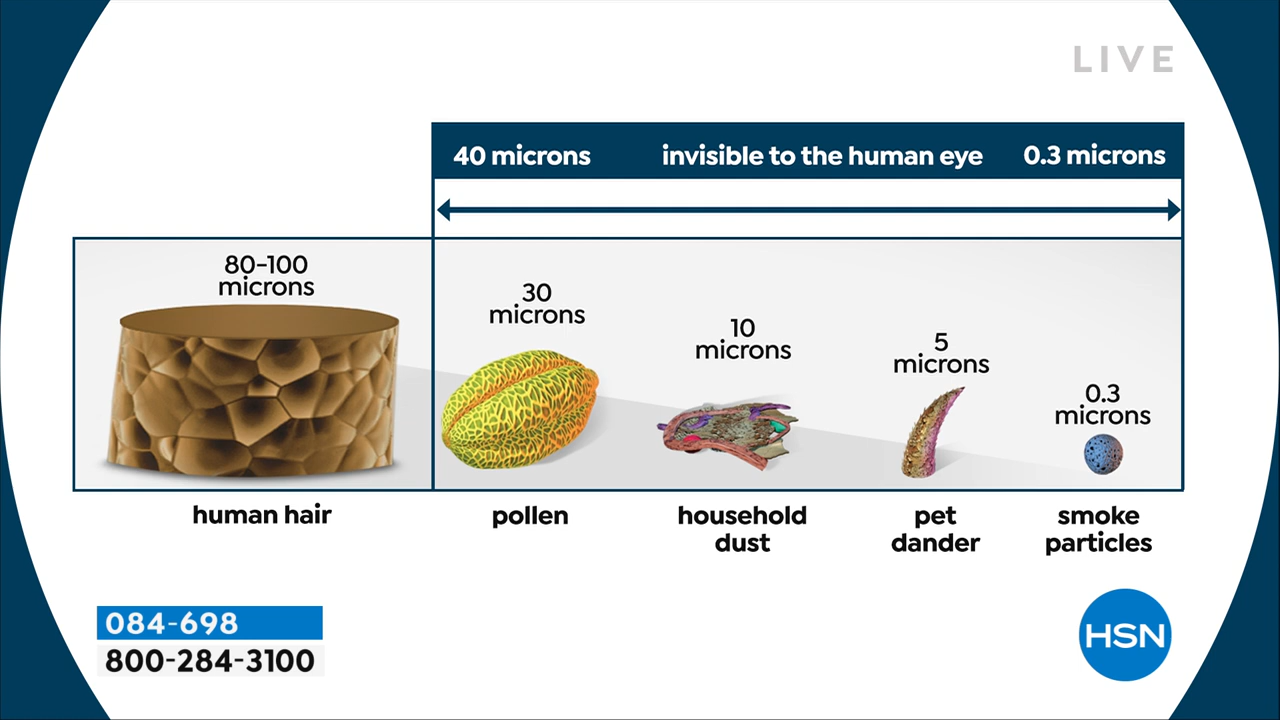 LIVE
40 microns invisible to the human eye 0.3 microns
80-100
microns
30
microns
10
microns
5
microns
0.3
microns
human hair
pollen
household
dust
pet
dander
smoke
particles
084-698
800-284-3100
HSN